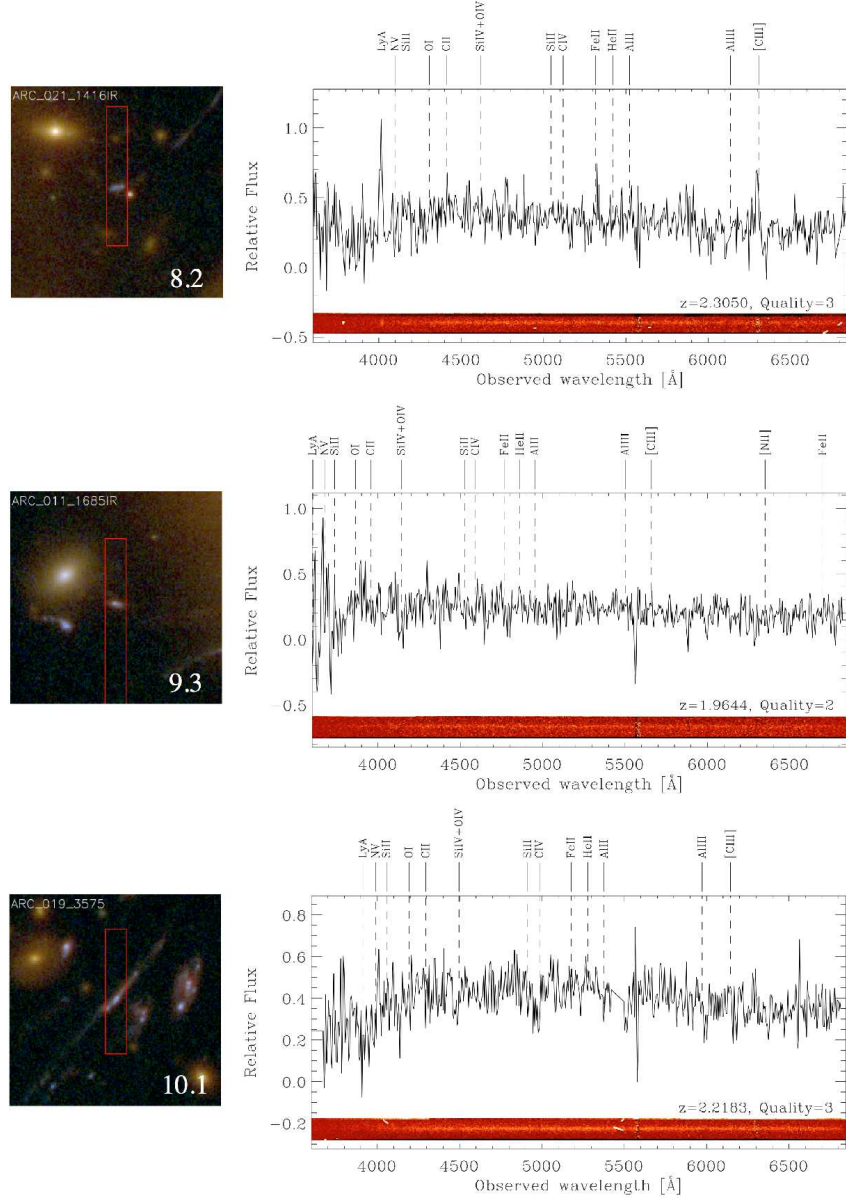 LyA NV SiII OI CII SiIV+OIV SiII CIV FeII HeII AlII AlIII [CIII]
ARC_021_1416IR
8.2
Relative Flux
1.0
0.5
0.0
−0.5
z=2.3050, Quality=3
4000 4500 5000 5500 6000 6500
Observed wavelength [Å]
LyA NV SiII OI CII SiIV+OIV SiII CIV FeII HeII AlII AlIII [CIII] [NII] FeII
ARC_011_1685IR
9.3
Relative Flux
1.0
0.5
0.0
−0.5
z=1.9644, Quality=2
4000 4500 5000 5500 6000 6500
Observed wavelength [Å]
LyA NV SiII OI CII SiIV+OIV SiII CIV FeII HeII AlII AlIII [CIII]
ARC_019_3575
10.1
Relative Flux
0.8
0.6
0.4
0.2
0.0
−0.2
z=2.2183, Quality=3
4000 4500 5000 5500 6000 6500
Observed wavelength [Å]